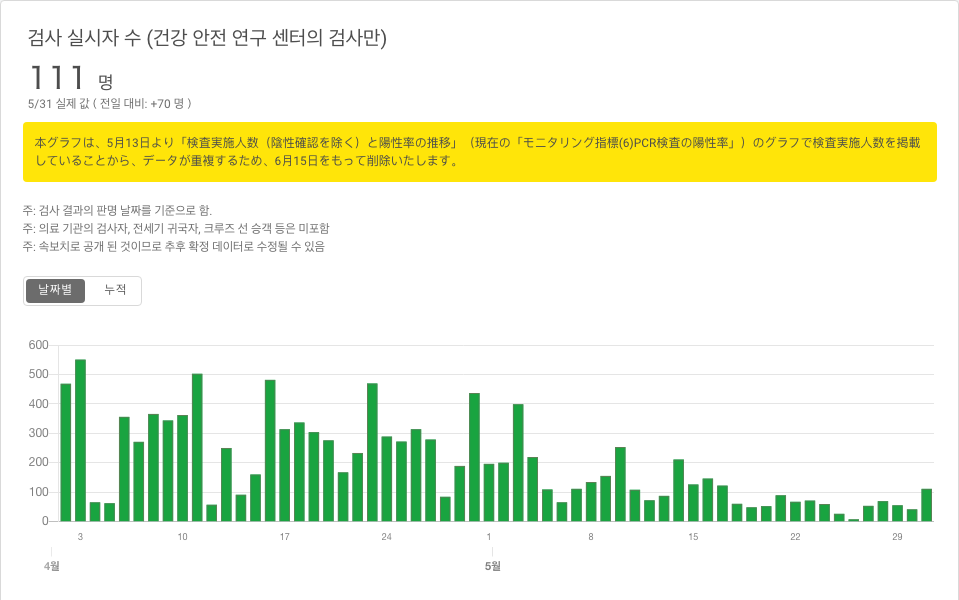 검사 실시자 수 (건강 안전 연구 센터의 검사만)
111 명
5/31 실제 값 ( 전일 대비: +70 명 )
本グラフは、5月13日より「検査実施人数（陰性確認を除く）と陽性率の推移」（現在の「モニタリング指標(6)PCR検査の陽性率」）のグラフで検査実施人数を掲載
していることから、データが重複するため、6月15日をもって削除いたします。
주: 검사 결과의 판명 날짜를 기준으로 함.
주: 의료 기관의 검사자, 전세기 귀국자, 크루즈 선 승객 등은 미포함
주: 속보치로 공개 된 것이므로 추후 확정 데이터로 수정될 수 있음
날짜별 누적
600
500
400
300
200
100
0
3 10 17 24 1 8 15 22 29
4월 5월